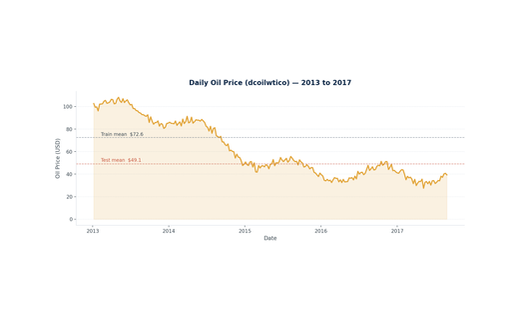 Daily Oil Price (dcoilwtico) — 2013 to 2017
Oil Price (USD)
100
80
60
40
20
0
Train mean $72.6
Test mean $49.1
2013
2014
2015
2016
2017
Date